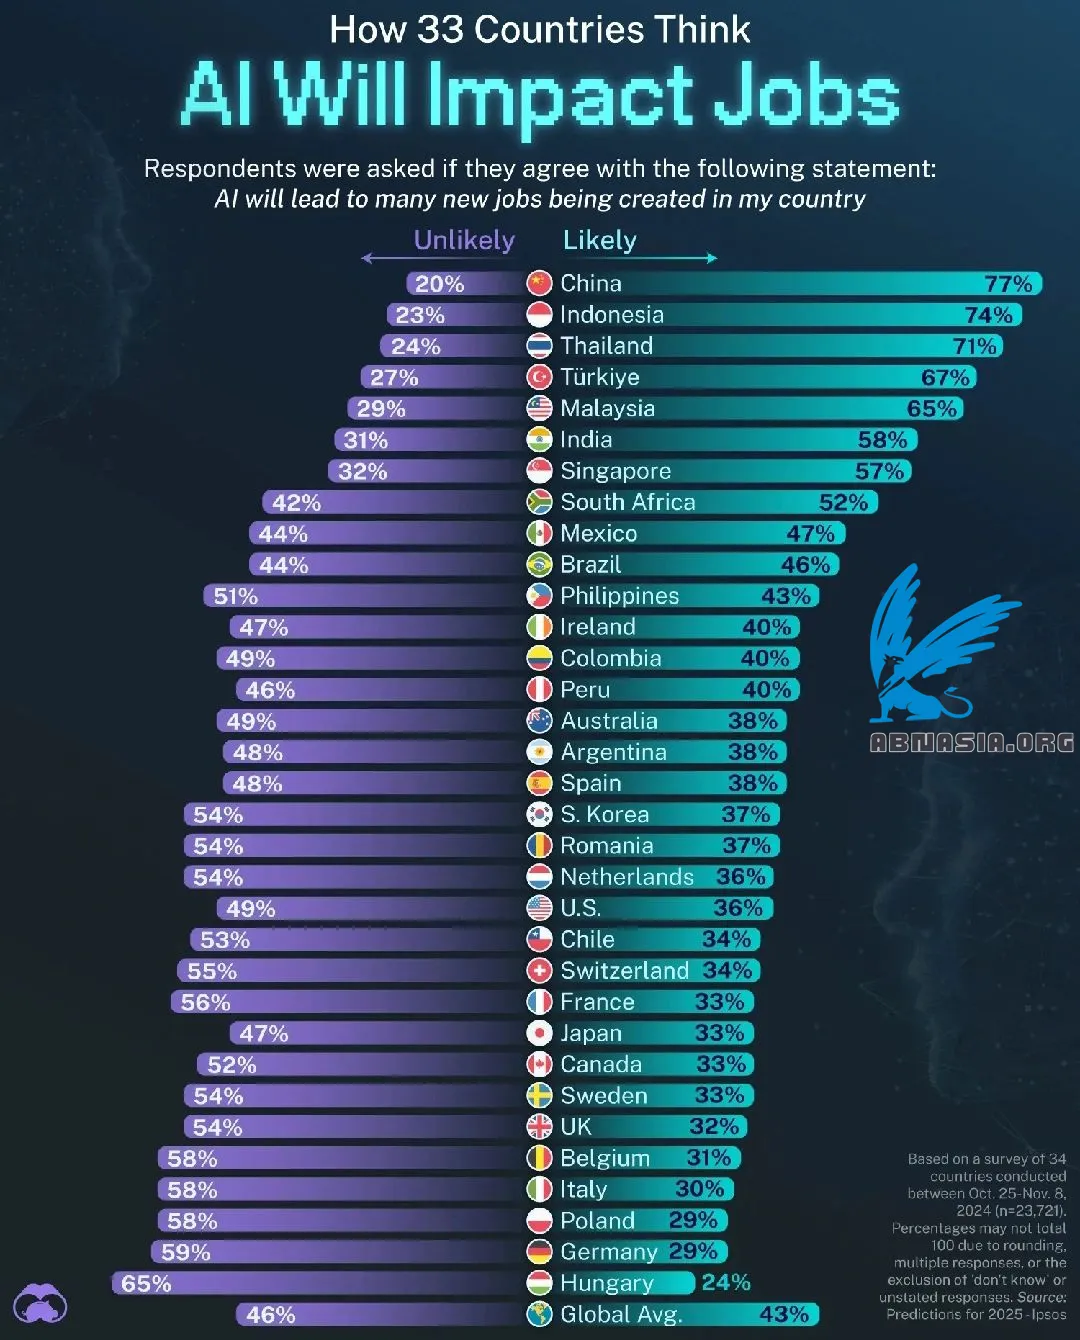 How 33 Countries Think
AI Will Impact Jobs
Respondents were asked if they agree with the following statement:
AI will lead to many new jobs being created in my country
Unlikely Likely
20% China 77%
23% Indonesia 74%
24% Thailand 71%
27% Türkiye 67%
29% Malaysia 65%
31% India 58%
32% Singapore 57%
42% South Africa 52%
44% Mexico 47%
44% Brazil 46%
51% Philippines 43%
47% Ireland 40%
49% Colombia 40%
46% Peru 40%
49% Australia 38%
48% Argentina 38%
48% Spain 38%
54% S. Korea 37%
54% Romania 37%
54% Netherlands 36%
49% U.S. 36%
53% Chile 34%
55% Switzerland 34%
56% France 33%
47% Japan 33%
52% Canada 33%
54% Sweden 33%
54% UK 32%
58% Belgium 31%
58% Italy 30%
58% Poland 29%
59% Germany 29%
65% Hungary 24%
46% Global Avg. 43%
ABNASIA.ORG
Based on a survey of 34
countries conducted
between Oct. 25-Nov. 8,
2024 (n=23,721).
Percentages may not total
100 due to rounding,
multiple responses, or the
exclusion of 'don't know' or
unstated responses. Source:
Predictions for 2025 - Ipsos